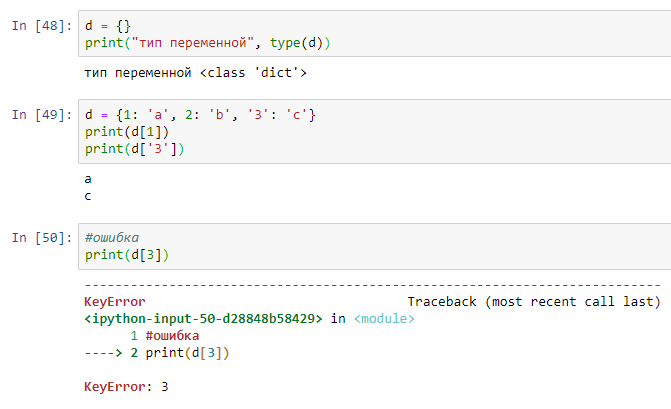 In [48]: d = {}
print("тип переменной", type(d))
тип переменной <class 'dict'>
In [49]: d = {1: 'a', 2: 'b', '3': 'c'}
print(d[1])
print(d['3'])
a
c
In [50]: #ошибка
print(d[3])
---------------------------------------------------------------------------
KeyError                                  Traceback (most recent call last)
<ipython-input-50-d28848b58429> in <module>
      1 #ошибка
----> 2 print(d[3])
KeyError: 3